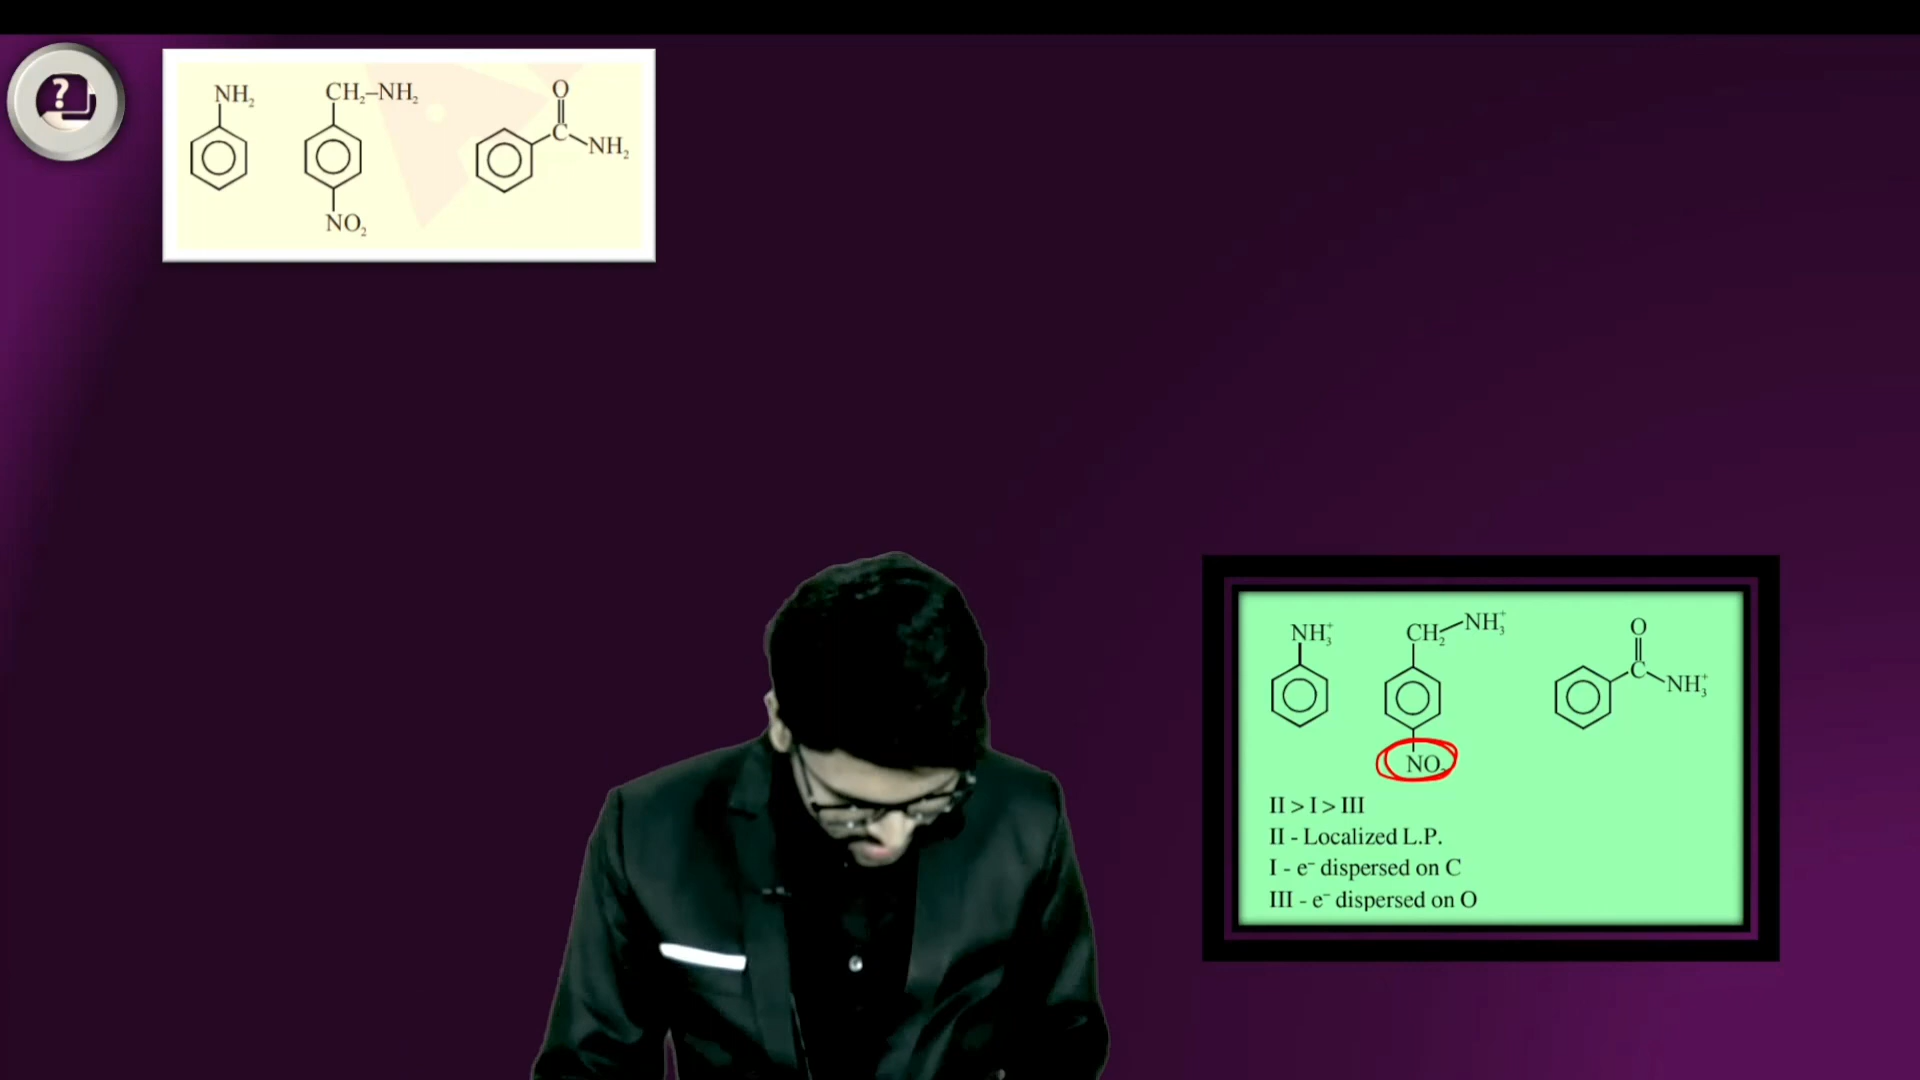 ?
NH₂ CH₂–NH₂ O
C NH₂
NO₂
NH₃⁺ CH₂ NH₃⁺ O
C NH₃⁺
NO₂
II > I > III
II - Localized L.P.
I - e⁻ dispersed on C
III - e⁻ dispersed on O